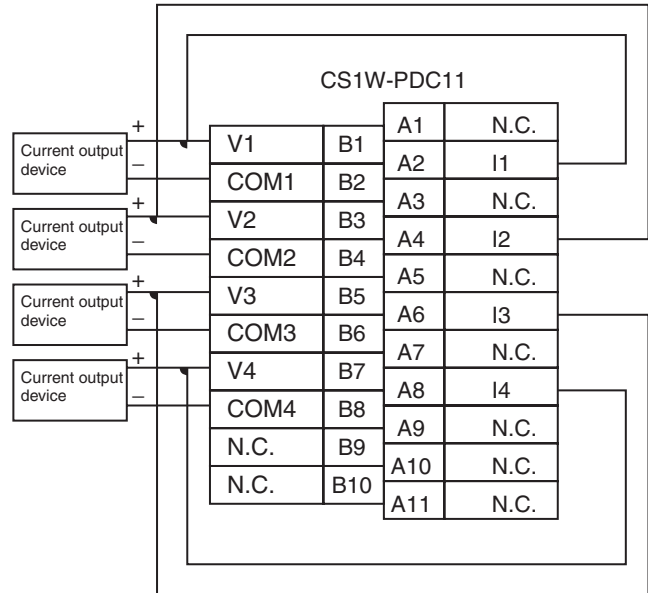 CS1W-PDC11
+
Current output
device
–
+
Current output
device
–
+
Current output
device
–
+
Current output
device
–
V1 B1
COM1 B2
V2 B3
COM2 B4
V3 B5
COM3 B6
V4 B7
COM4 B8
N.C. B9
N.C. B10
A1 N.C.
A2 I1
A3 N.C.
A4 I2
A5 N.C.
A6 I3
A7 N.C.
A8 I4
A9 N.C.
A10 N.C.
A11 N.C.